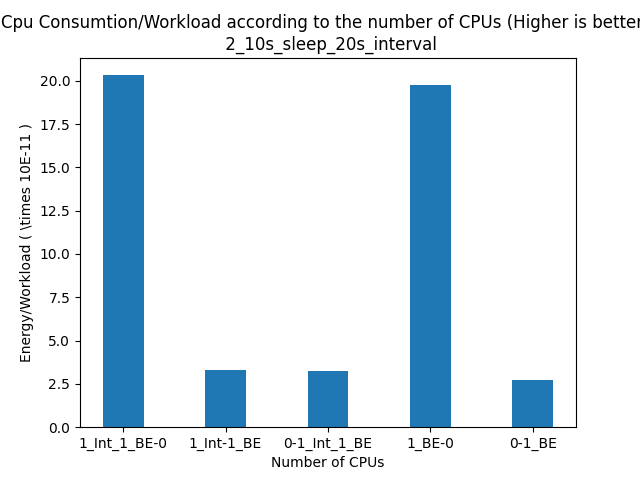 Cpu Consumtion/Workload according to the number of CPUs (Higher is better
2_10s_sleep_20s_interval
Energy/Workload ( \times 10E-11 )
20.0
17.5
15.0
12.5
10.0
7.5
5.0
2.5
0.0
1_Int_1_BE-0 1_Int-1_BE 0-1_Int_1_BE 1_BE-0 0-1_BE
Number of CPUs